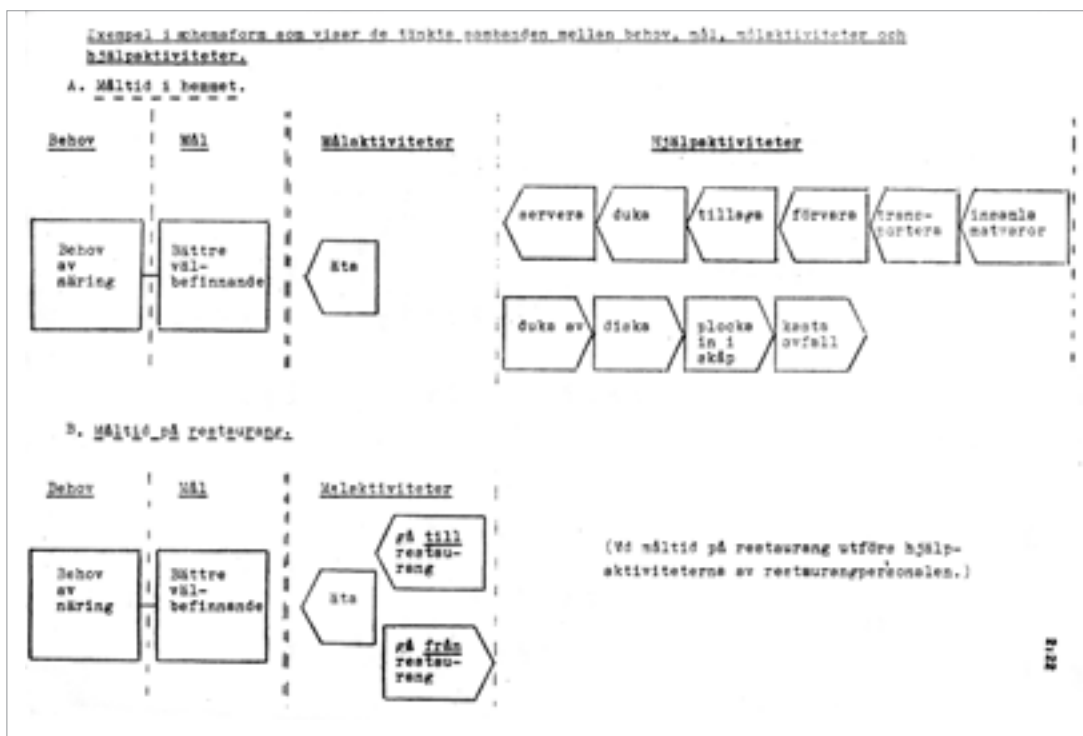 Exempel i schemaform som visar de tänkta sambanden mellan behov, mål, målaktiviteter och
hjälpaktiviteter.
A. Måltid i hemmet.
Behov Mål Målaktiviteter Hjälpaktiviteter
Behov
av
näring
Bättre
väl-
befinnande
äta
servera duka tillaga förvara
trans-
portera
insamla
matvaror
duka av diska
plocka
in i
skåp
kasta
avfall
B. Måltid på restaurang.
Behov Mål Målaktiviteter
Behov
av
näring
Bättre
väl-
befinnande
äta
gå till
restau-
rang
gå från
restau-
rang
(Vd måltid på restaurang utförs hjälp-
aktiviteterna av restaurangpersonalen.)
2:22